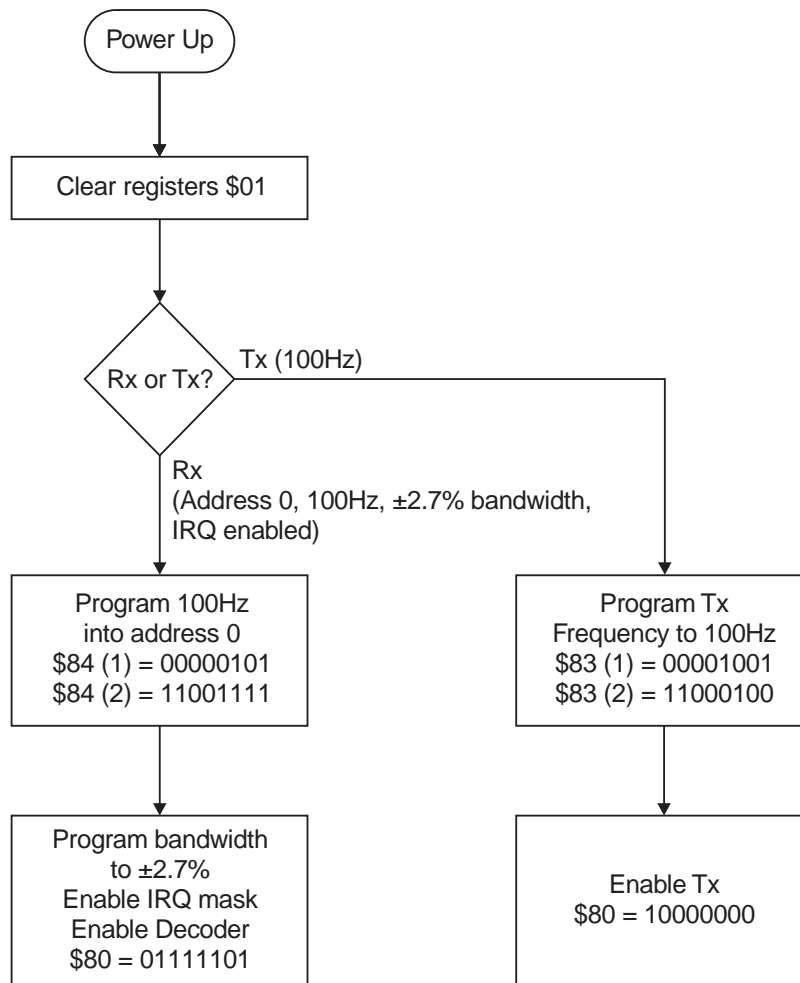 Power Up
Clear registers $01
Rx or Tx?
Tx (100Hz)
Rx
(Address 0, 100Hz, ±2.7% bandwidth,
IRQ enabled)
Program 100Hz
into address 0
$84 (1) = 00000101
$84 (2) = 11001111
Program Tx
Frequency to 100Hz
$83 (1) = 00001001
$83 (2) = 11000100
Program bandwidth
to ±2.7%
Enable IRQ mask
Enable Decoder
$80 = 01111101
Enable Tx
$80 = 10000000